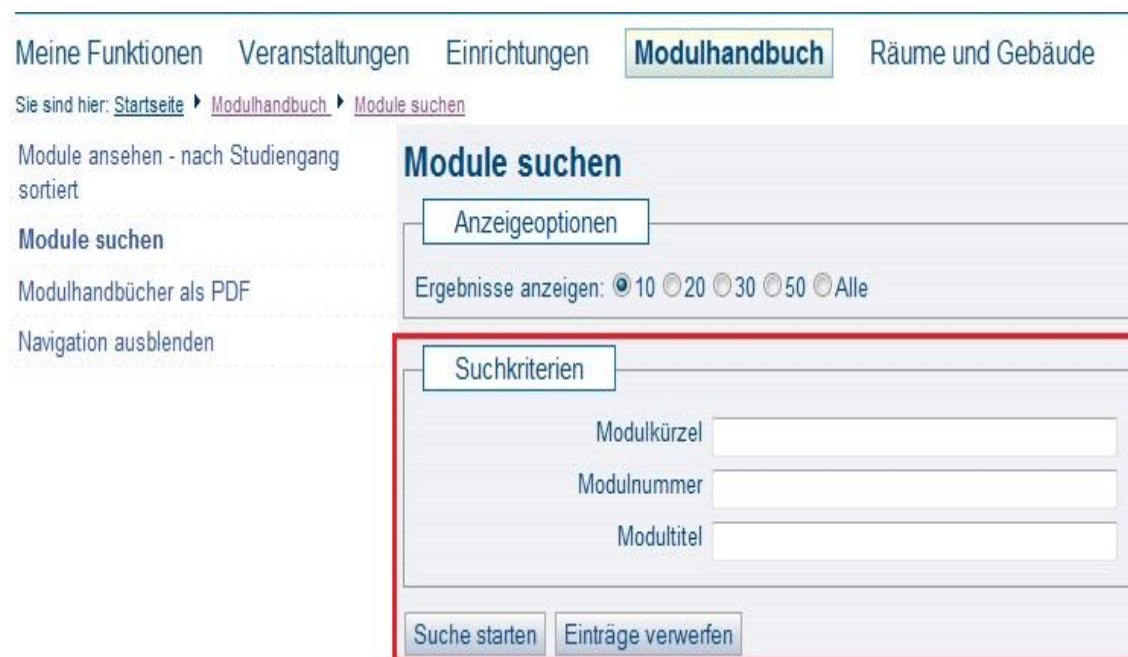 Meine Funktionen Veranstaltungen Einrichtungen Modulhandbuch Räume und Gebäude
Sie sind hier: Startseite Modulhandbuch Module suchen
Module ansehen - nach Studiengang
sortiert
Module suchen
Modulhandbücher als PDF
Navigation ausblenden
Module suchen
Anzeigeoptionen
Ergebnisse anzeigen: 10 20 30 50 Alle
Suchkriterien
Modulkürzel
Modulnummer
Modultitel
Suche starten Einträge verwerfen